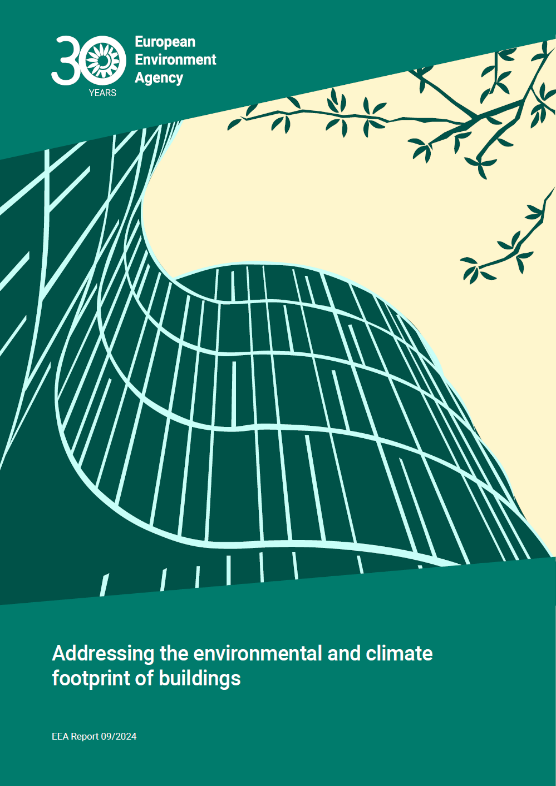 30
YEARS
European
Environment
Agency
Addressing the environmental and climate
footprint of buildings
EEA Report 09/2024